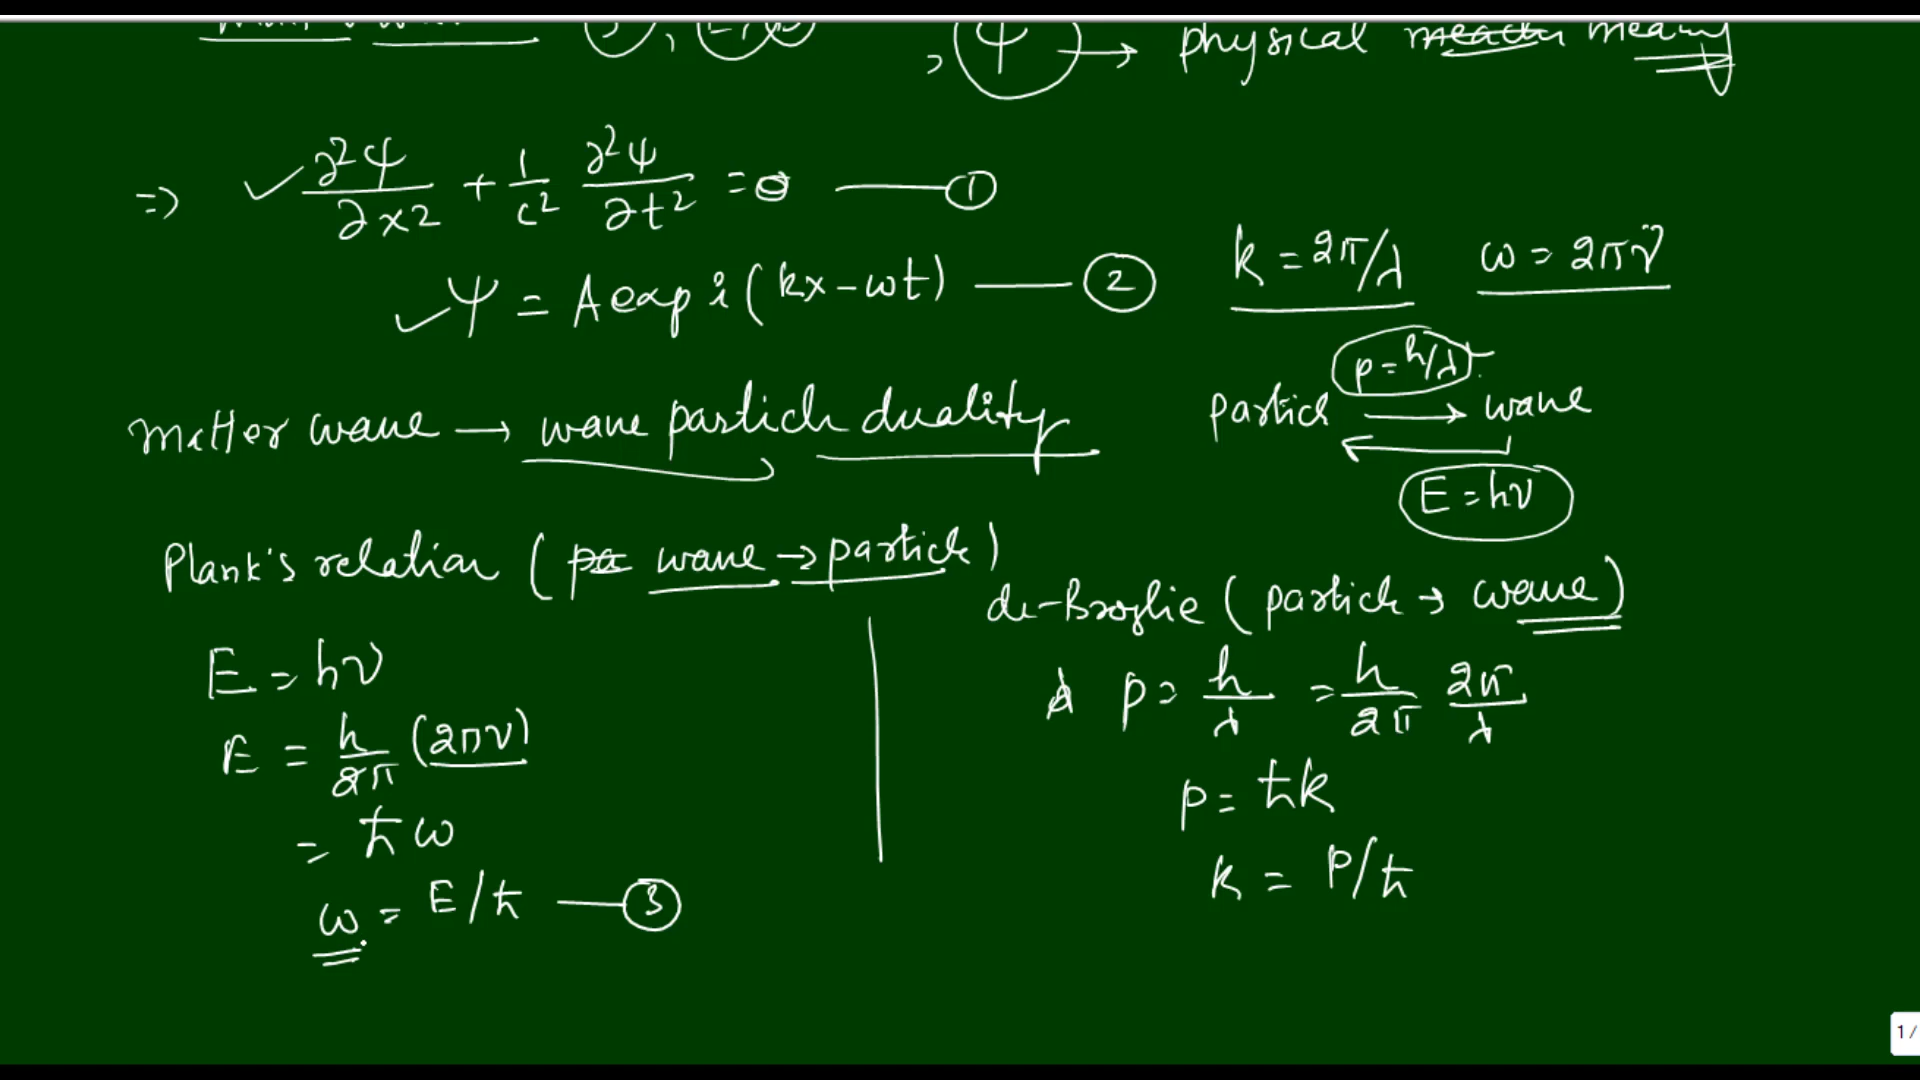 , ψ → physical meaning
=> ✓ ∂²ψ/∂x2 + 1/c² ∂²ψ/∂t² = 0 —— ①
k = 2π/λ ω = 2πν
✓ ψ = A exp i(kx-ωt) —— ②
p = h/λ
particle → wave
Matter wave → wave particle duality
E = hν
Plank's relation (pa wave → particle)
de-Broglie (particle → wave)
E = hν
p = h/λ = h/2π 2π/λ
E = h/2π (2πν)
p = ħk
= ħω
k = P/ħ
ω = E/ħ —— ③
1 /